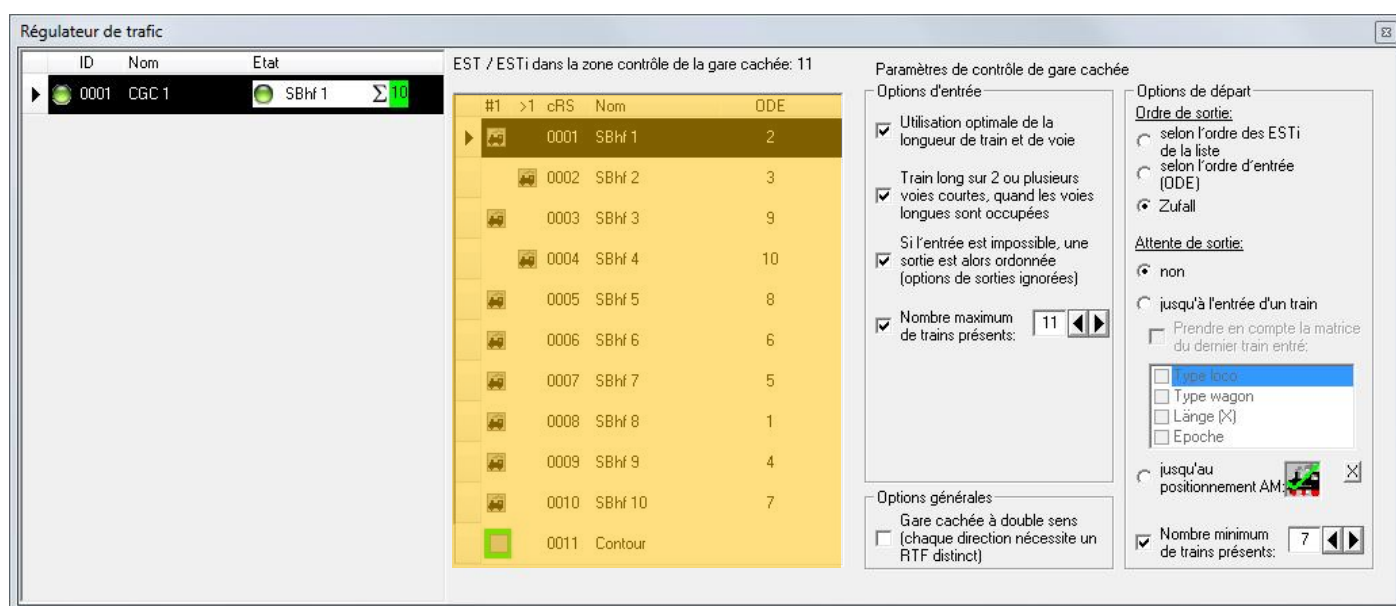 Régulateur de trafic
ID Nom Etat
0001 CGC 1 SBhf 1 Σ 10
EST / ESTi dans la zone contrôle de la gare cachée: 11
#1 >1 cRS Nom ODE
0001 SBhf 1 2
0002 SBhf 2 3
0003 SBhf 3 9
0004 SBhf 4 10
0005 SBhf 5 8
0006 SBhf 6 6
0007 SBhf 7 5
0008 SBhf 8 1
0009 SBhf 9 4
0010 SBhf 10 7
0011 Contour
Paramètres de contrôle de gare cachée
Options d'entrée
Utilisation optimale de la
longueur de train et de voie
Train long sur 2 ou plusieurs
voies courtes, quand les voies
longues sont occupées
Si l'entrée est impossible, une
sortie est alors ordonnée
(options de sorties ignorées)
Nombre maximum
de trains présents: 11
Options générales
Gare cachée à double sens
(chaque direction nécessite un
RTF distinct)
Options de départ
Ordre de sortie:
selon l'ordre des ESTi
de la liste
selon l'ordre d'entrée
(ODE)
Zufall
Attente de sortie:
non
jusqu'à l'entrée d'un train
Prendre en compte la matrice
du dernier train entré:
Type loco
Type wagon
Länge (X)
Epoche
jusqu'au
positionnement AM: X
Nombre minimum
de trains présents: 7